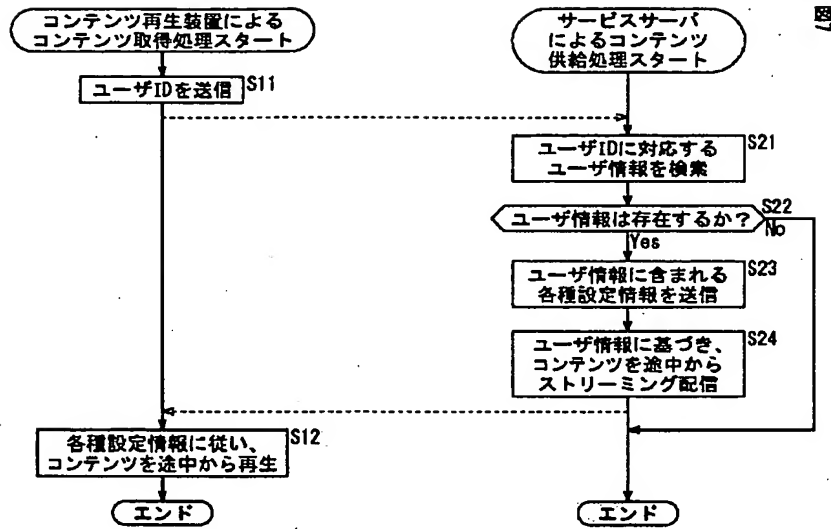 図7
コンテンツ再生装置による
コンテンツ取得処理スタート
ユーザIDを送信
S11
各種設定情報に従い、
コンテンツを途中から再生
S12
エンド
サービスサーバ
によるコンテンツ
供給処理スタート
ユーザIDに対応する
ユーザ情報を検索
S21
ユーザ情報は存在するか?
S22
No
Yes
ユーザ情報に含まれる
各種設定情報を送信
S23
ユーザ情報に基づき、
コンテンツを途中から
ストリーミング配信
S24
エンド